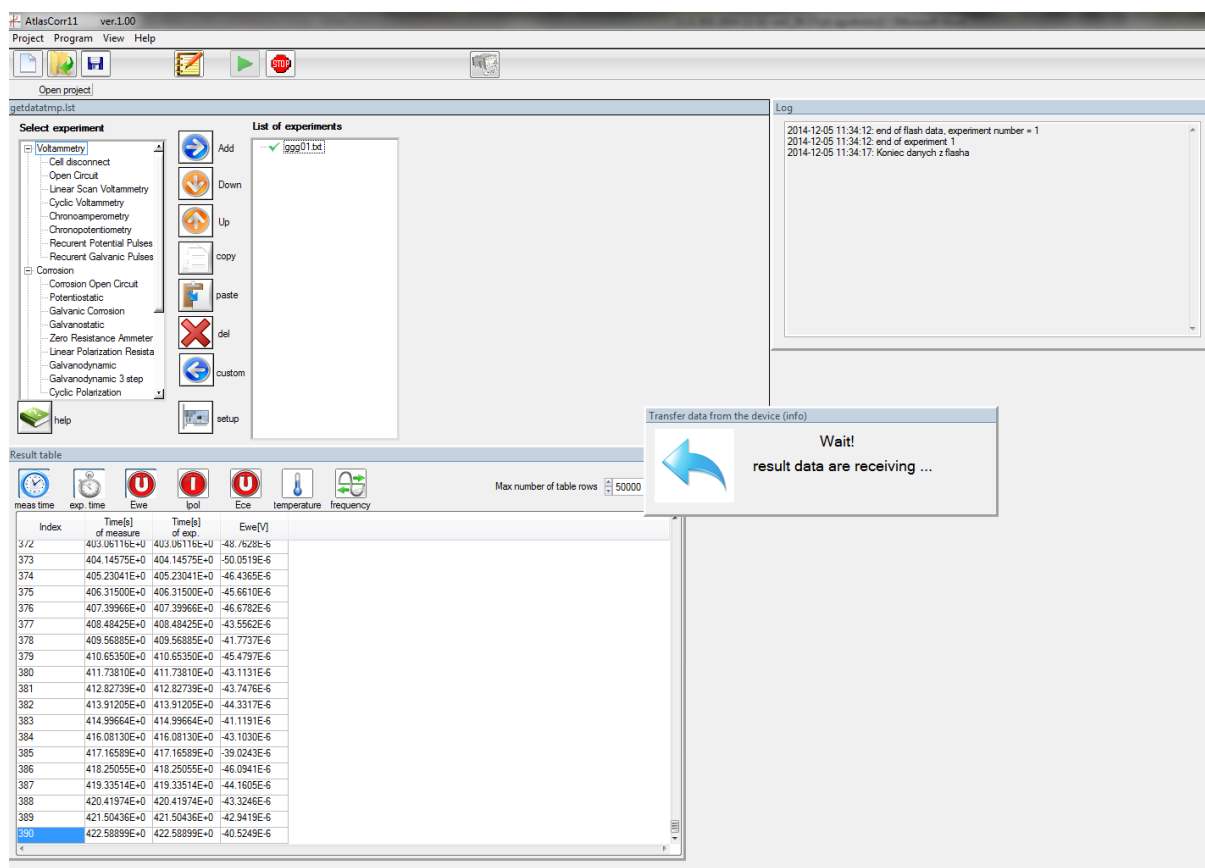 AtlasCorr11 ver.1.00
Project Program View Help
STOP
Open project
getdatatmp.lst
Select experiment
Voltammetry
Cell disconnect
Open Circuit
Linear Scan Voltammetry
Cyclic Voltammetry
Chronoamperometry
Chronopotentiometry
Recurent Potential Pulses
Recurent Galvanic Pulses
Corrosion
Corrosion Open Circuit
Potentiostatic
Galvanic Corrosion
Galvanostatic
Zero Resistance Ammeter
Linear Polarization Resista
Galvanodynamic
Galvanodynamic 3 step
Cyclic Polarization
help
Add
Down
Up
copy
paste
del
custom
setup
List of experiments
ggg01.txt
Log
2014-12-05 11:34:12: end of flash data, experiment number = 1
2014-12-05 11:34:12: end of experiment 1
2014-12-05 11:34:17: Koniec danych z flasha
Transfer data from the device (info)
Wait!
result data are receiving ...
Result table
U I U
meas time exp. time Ewe Ipol Ece temperature frequency
Max number of table rows 50000
Index Time[s] of measure Time[s] of exp. Ewe[V]
372 403.06116E+0 403.06116E+0 -48.7628E-6
373 404.14575E+0 404.14575E+0 -50.0519E-6
374 405.23041E+0 405.23041E+0 -46.4365E-6
375 406.31500E+0 406.31500E+0 -45.6610E-6
376 407.39966E+0 407.39966E+0 -46.6782E-6
377 408.48425E+0 408.48425E+0 -43.5562E-6
378 409.56885E+0 409.56885E+0 -41.7737E-6
379 410.65350E+0 410.65350E+0 -45.4797E-6
380 411.73810E+0 411.73810E+0 -43.1131E-6
381 412.82739E+0 412.82739E+0 -43.7476E-6
382 413.91205E+0 413.91205E+0 -44.3317E-6
383 414.99664E+0 414.99664E+0 -41.1191E-6
384 416.08130E+0 416.08130E+0 -43.1030E-6
385 417.16589E+0 417.16589E+0 -39.0243E-6
386 418.25055E+0 418.25055E+0 -46.0941E-6
387 419.33514E+0 419.33514E+0 -44.1605E-6
388 420.41974E+0 420.41974E+0 -43.3246E-6
389 421.50436E+0 421.50436E+0 -42.9419E-6
390 422.58899E+0 422.58899E+0 -40.5249E-6